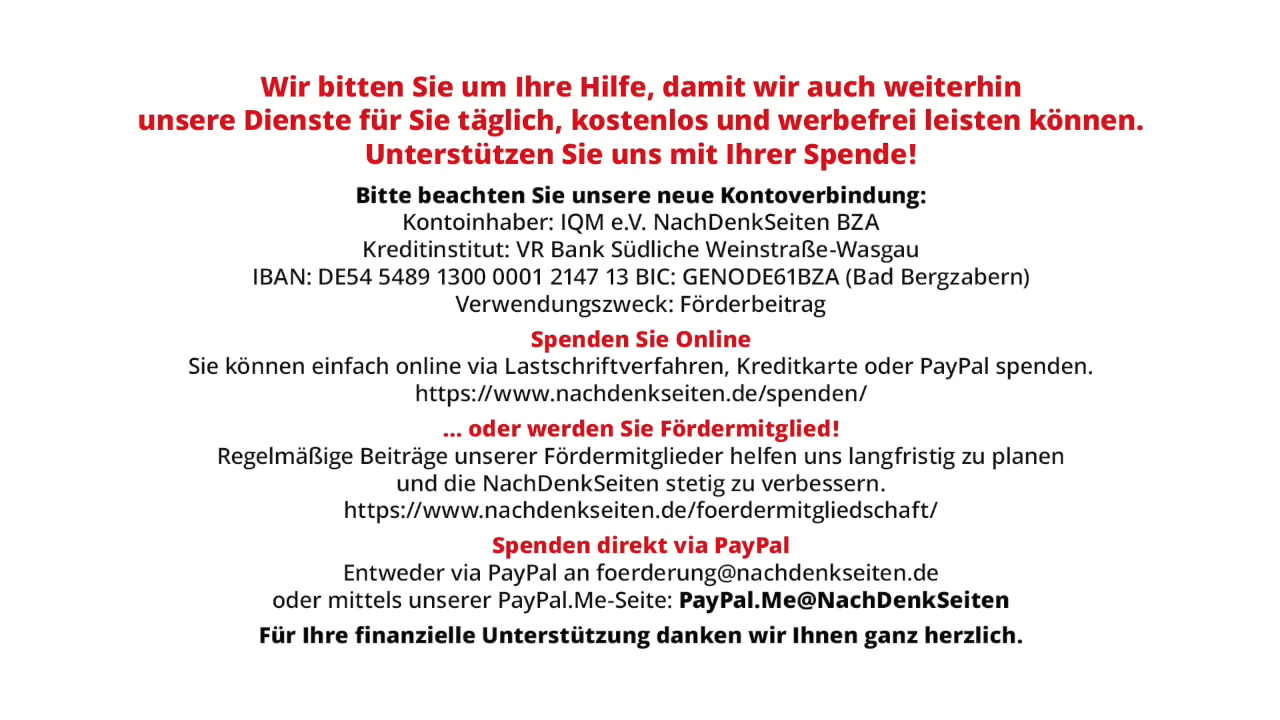 Wir bitten Sie um Ihre Hilfe, damit wir auch weiterhin
unsere Dienste für Sie täglich, kostenlos und werbefrei leisten können.
Unterstützen Sie uns mit Ihrer Spende!
Bitte beachten Sie unsere neue Kontoverbindung:
Kontoinhaber: IQM e.V. NachDenkSeiten BZA
Kreditinstitut: VR Bank Südliche Weinstraße-Wasgau
IBAN: DE54 5489 1300 0001 2147 13 BIC: GENODE61BZA (Bad Bergzabern)
Verwendungszweck: Förderbeitrag
Spenden Sie Online
Sie können einfach online via Lastschriftverfahren, Kreditkarte oder PayPal spenden.
https://www.nachdenkseiten.de/spenden/
... oder werden Sie Fördermitglied!
Regelmäßige Beiträge unserer Fördermitglieder helfen uns langfristig zu planen
und die NachDenkSeiten stetig zu verbessern.
https://www.nachdenkseiten.de/foerdermitgliedschaft/
Spenden direkt via PayPal
Entweder via PayPal an foerderung@nachdenkseiten.de
oder mittels unserer PayPal.Me-Seite: PayPal.Me@NachDenkSeiten
Für Ihre finanzielle Unterstützung danken wir Ihnen ganz herzlich.